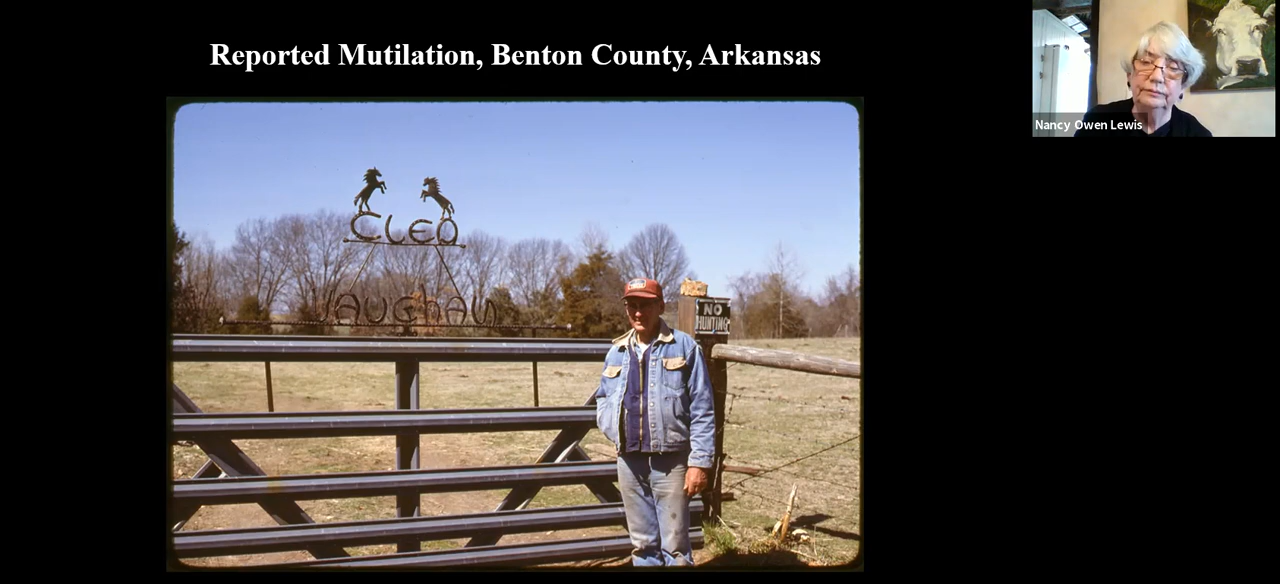 Reported Mutilation, Benton County, Arkansas
Nancy Owen Lewis
CLEO
VAUGHAN
NO
HUNTING